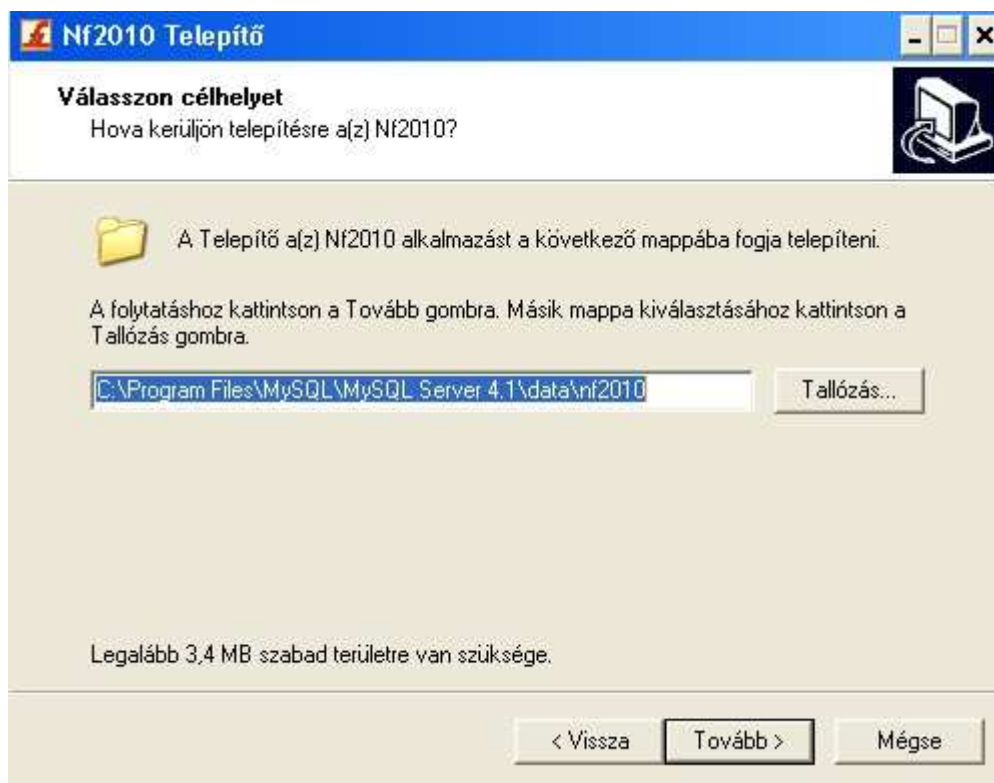 Nf2010 Telepítő
Válasszon célhelyet
Hova kerüljön telepítésre a(z) Nf2010?
A Telepítő a(z) Nf2010 alkalmazást a következő mappába fogja telepíteni.
A folytatáshoz kattintson a Tovább gombra. Másik mappa kiválasztásához kattintson a
Tallózás gombra.
C:\Program Files\MySQL\MySQL Server 4.1\data\nf2010
Tallózás...
Legalább 3,4 MB szabad területre van szüksége.
< Vissza
Tovább >
Mégse